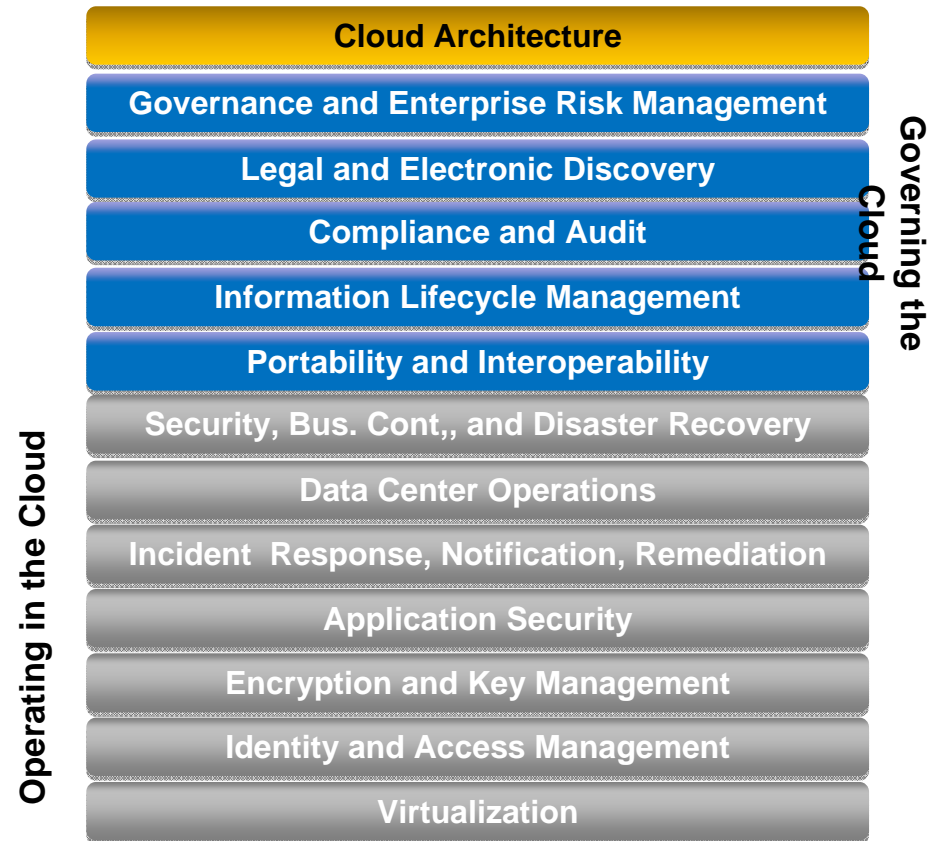 Cloud Architecture
Governance and Enterprise Risk Management
Legal and Electronic Discovery
Compliance and Audit
Information Lifecycle Management
Portability and Interoperability
Security, Bus. Cont,, and Disaster Recovery
Data Center Operations
Incident  Response, Notification, Remediation
Application Security
Encryption and Key Management
Identity and Access Management
Virtualization
Governing the
Cloud
Operating in the Cloud